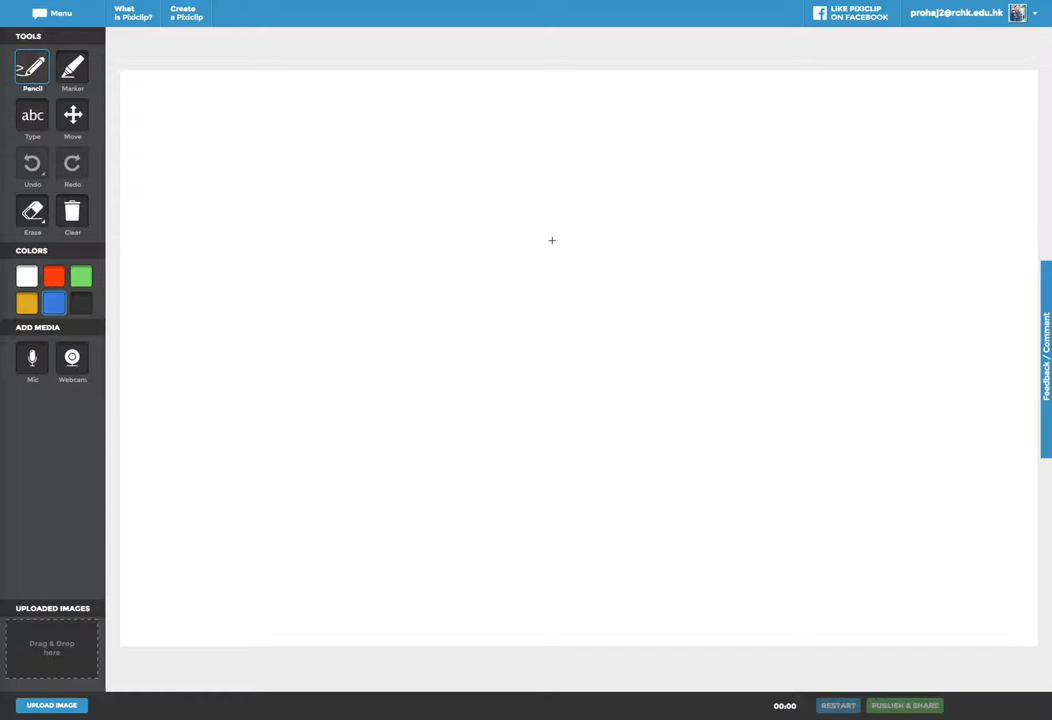 Menu
What
is Pixiclip?
Create
a Pixiclip
LIKE PIXICLIP
ON FACEBOOK
prohaj2@rchk.edu.hk
TOOLS
Pencil
Marker
abc
Type
Move
Undo
Redo
Erase
Clear
COLORS
ADD MEDIA
Mic
Webcam
Feedback / Comment
UPLOADED IMAGES
Drag & Drop
here
UPLOAD IMAGE
00:00
RESTART
PUBLISH & SHARE